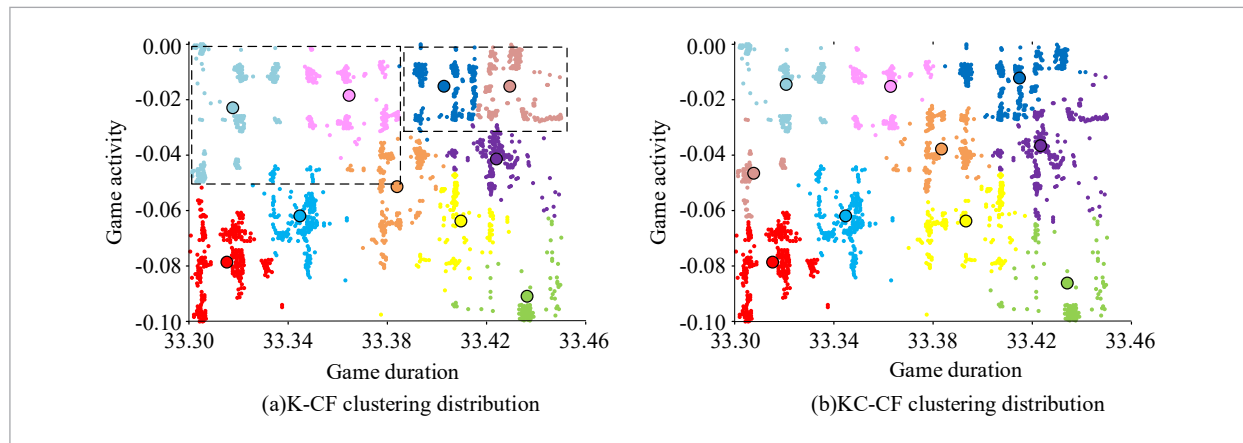 0.00
-0.02
-0.04
-0.06
-0.08
-0.10
Game activity
33.30 33.34 33.38 33.42 33.46
Game duration
(a)K-CF clustering distribution
0.00
-0.02
-0.04
-0.06
-0.08
-0.10
Game activity
33.30 33.34 33.38 33.42 33.46
Game duration
(b)KC-CF clustering distribution